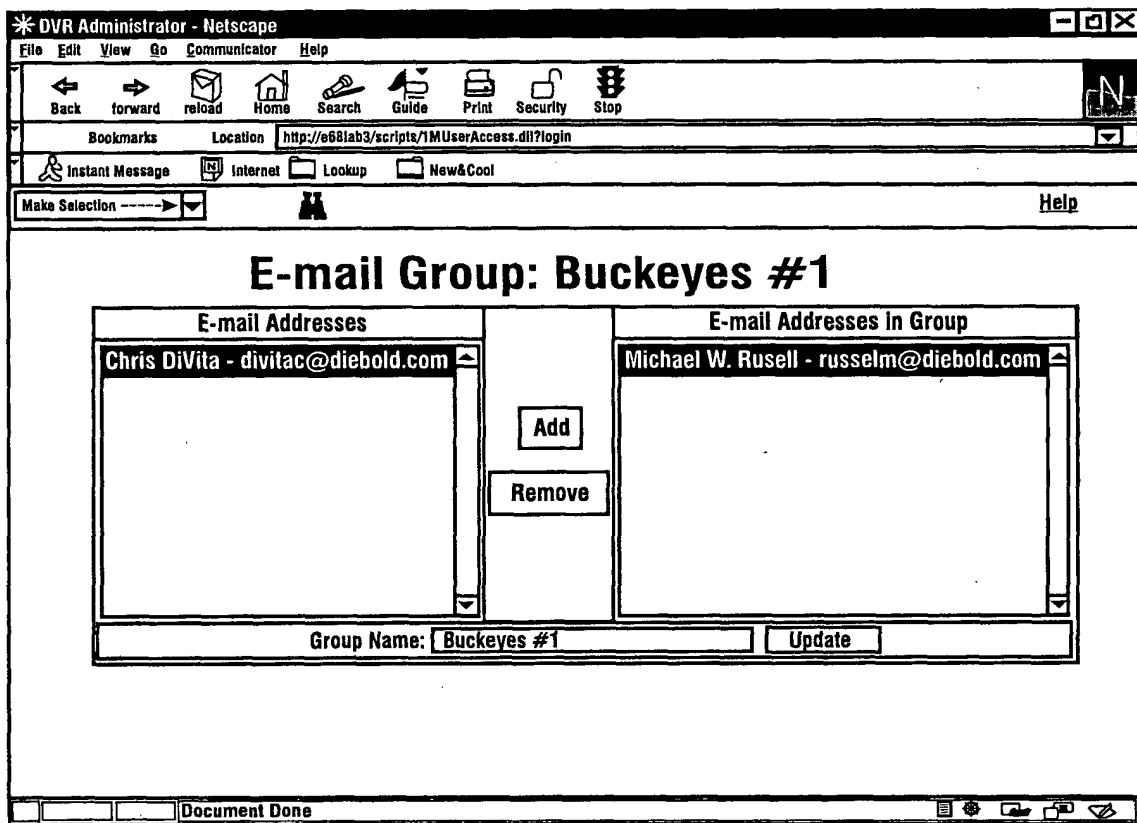 DVR Administrator - Netscape
File Edit View Go Communicator Help
Back forward reload Home Search Guide Print Security Stop
N
Bookmarks Location http://e68lab3/scripts/1MUserAccess.dll?login
Instant Message N Internet Lookup New&Cool
Make Selection ------> Help
E-mail Group: Buckeyes #1
E-mail Addresses E-mail Addresses in Group
Chris DiVita - divitac@diebold.com Michael W. Rusell - russelm@diebold.com
Add
Remove
Group Name: Buckeyes #1 Update
Document Done